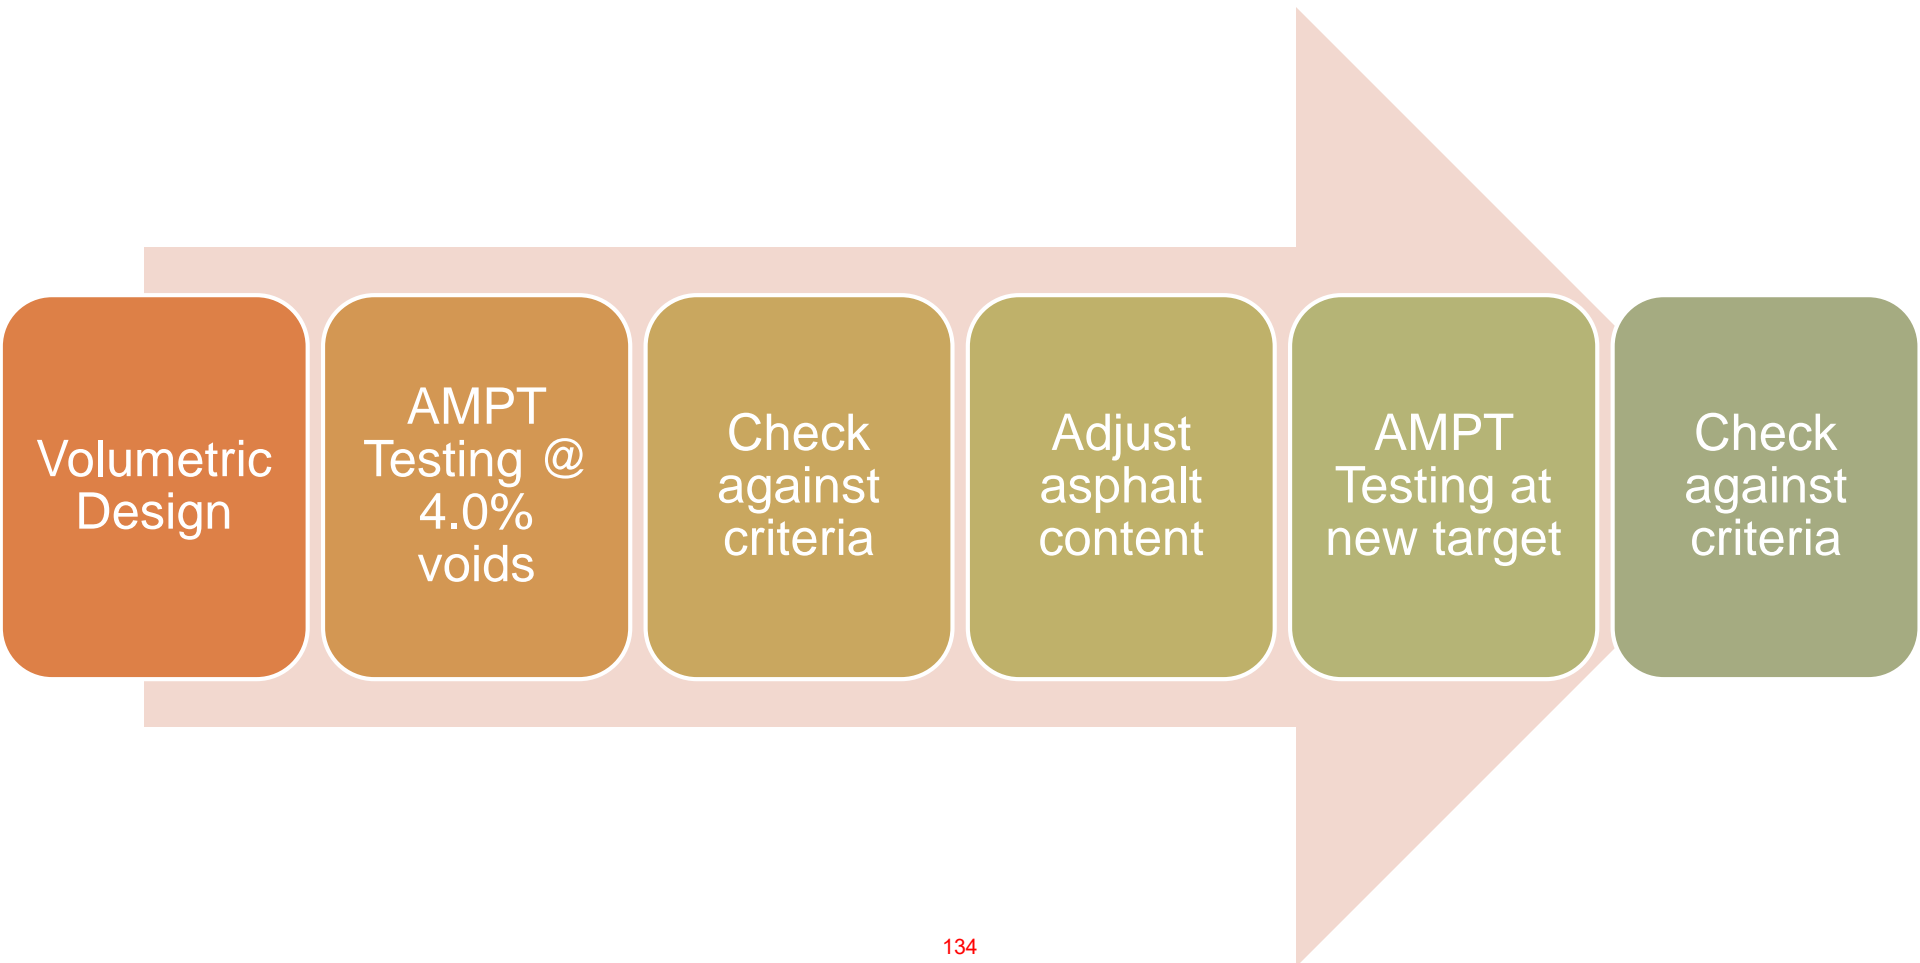 Volumetric
Design
AMPT
Testing @
4.0%
voids
Check
against
criteria
Adjust
asphalt
content
AMPT
Testing at
new target
Check
against
criteria
134